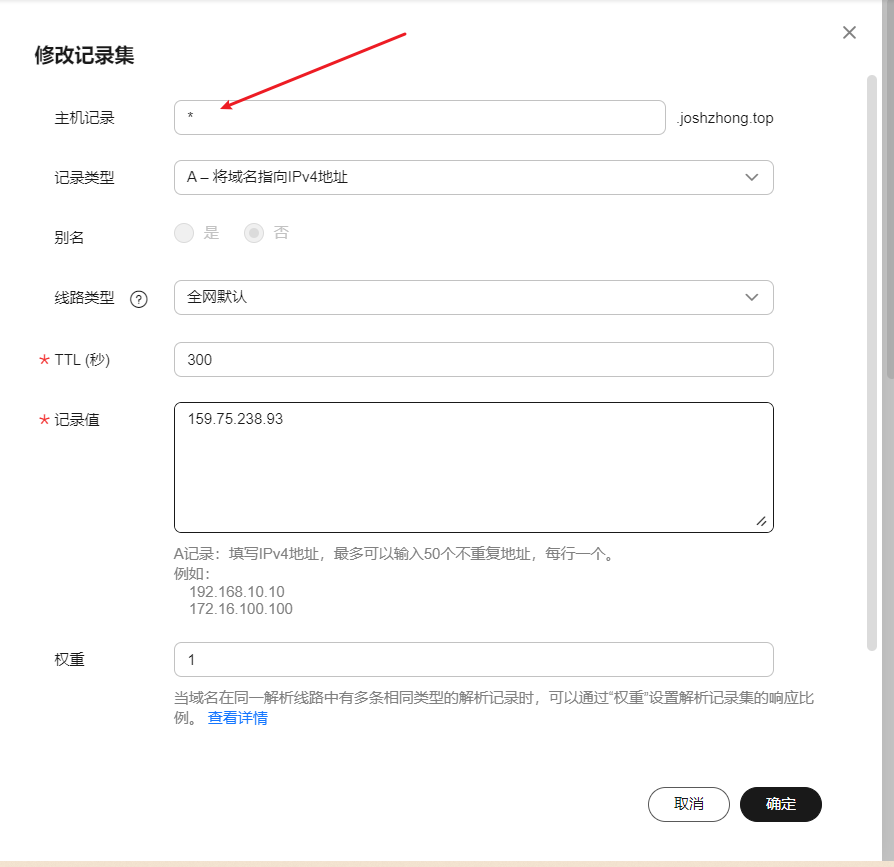 修改记录集
主机记录 * .joshzhong.top
记录类型 A – 将域名指向IPv4地址
别名 是 否
线路类型 ? 全网默认
* TTL (秒) 300
* 记录值 159.75.238.93
A记录：填写IPv4地址，最多可以输入50个不重复地址，每行一个。
例如：
192.168.10.10
172.16.100.100
权重 1
当域名在同一解析线路中有多条相同类型的解析记录时，可以通过“权重”设置解析记录集的响应比
例。 查看详情
取消 确定